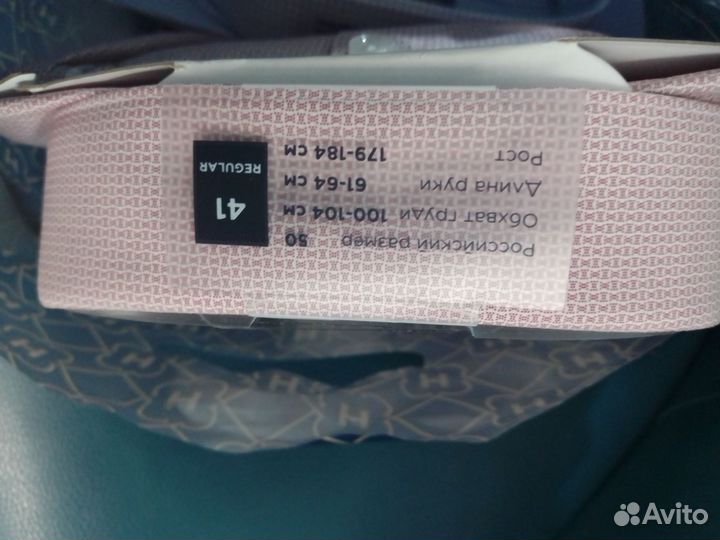 41
REGULAR
Российский размер 50
Обхват груди 100-104 см
Длина руки 61-64 см
Рост 179-184 см
Avito